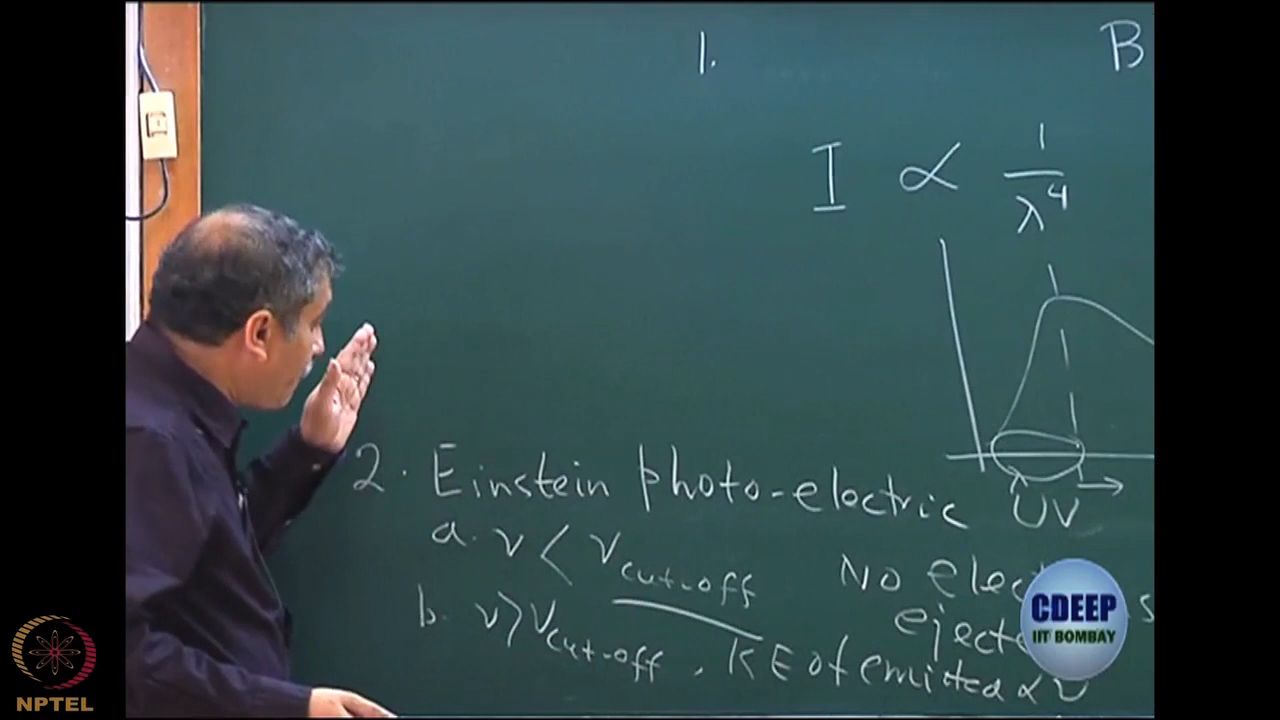 1. B
I ∝ 1/λ⁴
2. Einstein photo-electric UV
a. ν < ν cut-off No
ejecte
b. ν > ν cut-off, KE of emitted ∝ ν
CDEEP
IIT BOMBAY
NPTEL